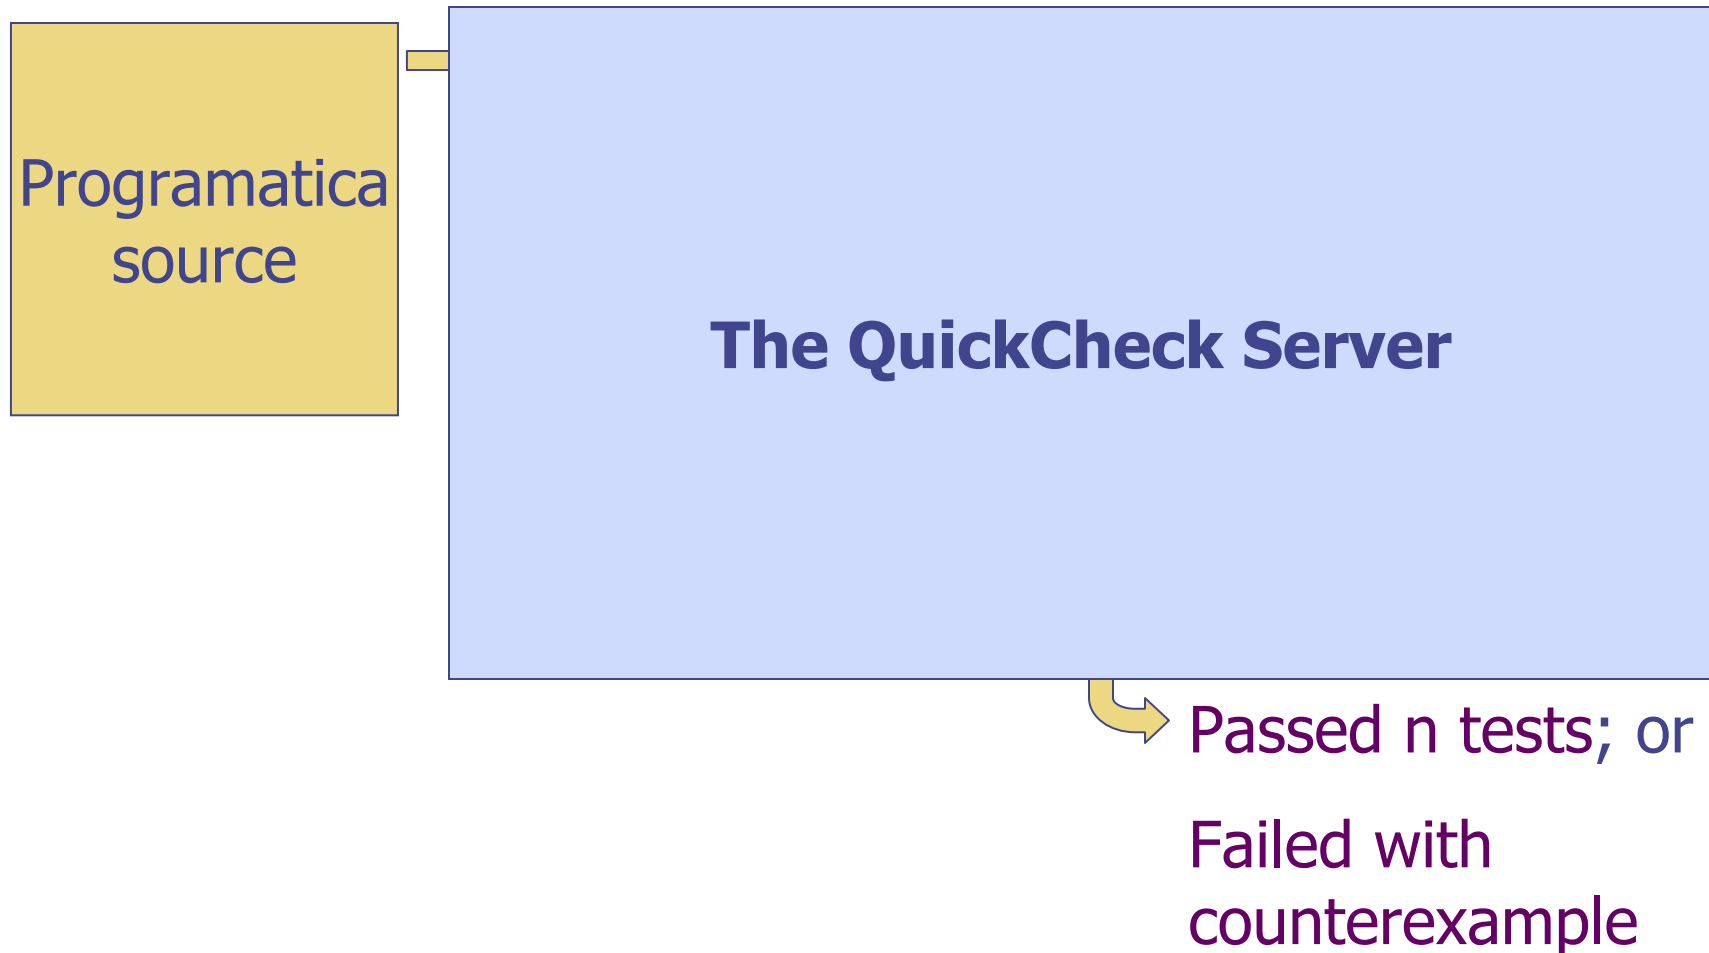 Programatica
source
The QuickCheck Server
Passed n tests; or
Failed with
counterexample